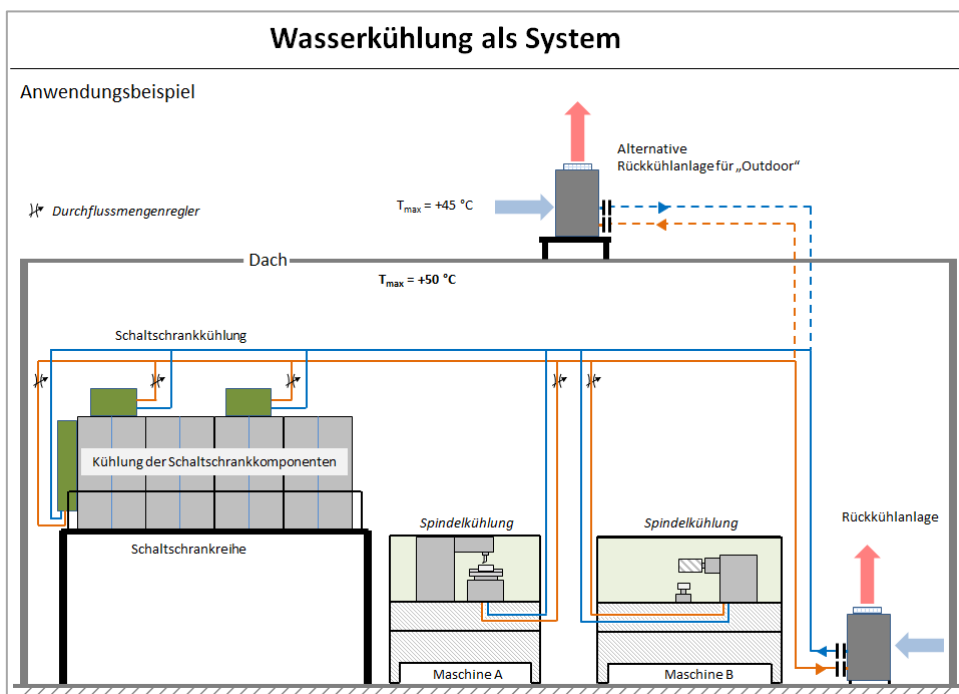 Wasserkühlung als System
Anwendungsbeispiel
Alternative
Rückkühlanlage für „Outdoor“
Durchflussmengenregler
Tmax = +45 °C
Dach
Tmax = +50 °C
Schaltschrankkühlung
Kühlung der Schaltschrankkomponenten
Spindelkühlung
Spindelkühlung
Rückkühlanlage
Schaltschrankreihe
Maschine A
Maschine B